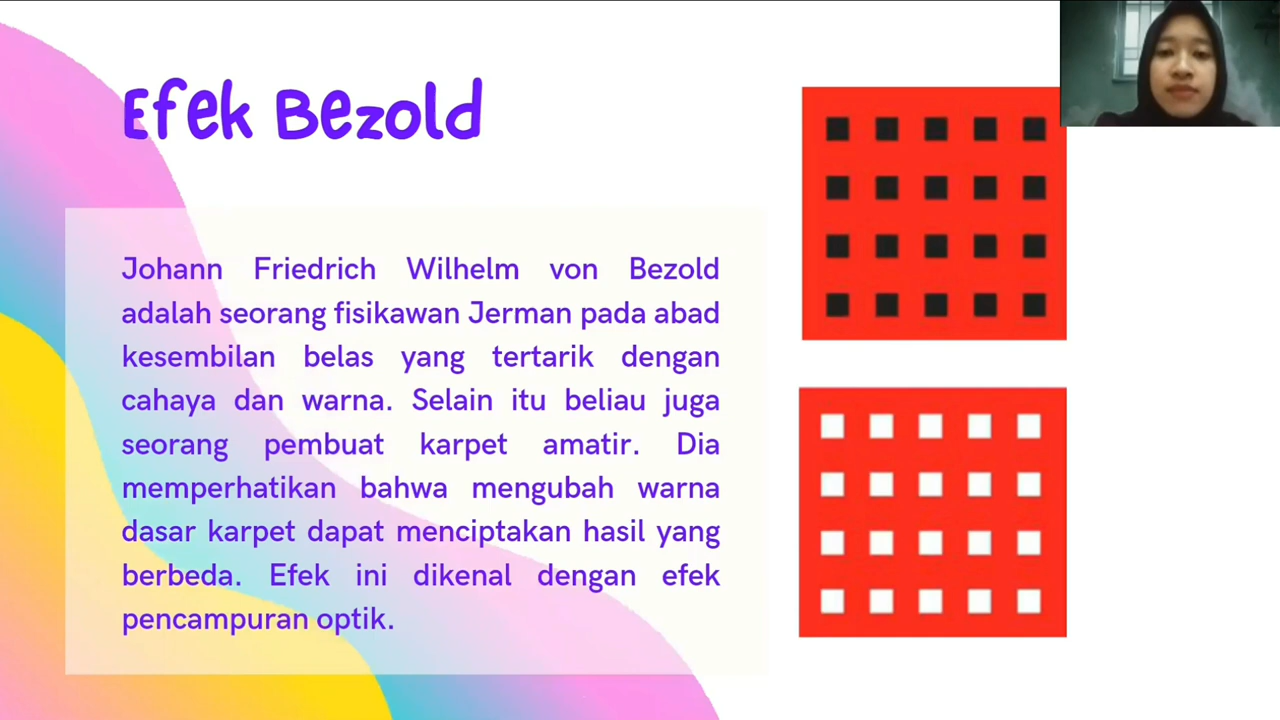 Efek Bezold
Johann Friedrich Wilhelm von Bezold
adalah seorang fisikawan Jerman pada abad
kesembilan belas yang tertarik dengan
cahaya dan warna. Selain itu beliau juga
seorang pembuat karpet amatir. Dia
memperhatikan bahwa mengubah warna
dasar karpet dapat menciptakan hasil yang
berbeda. Efek ini dikenal dengan efek
pencampuran optik.